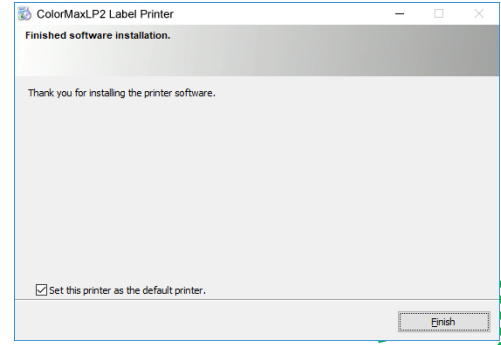 ColorMaxLP2 Label Printer
Finished software installation.
Thank you for installing the printer software.
Set this printer as the default printer.
Finish